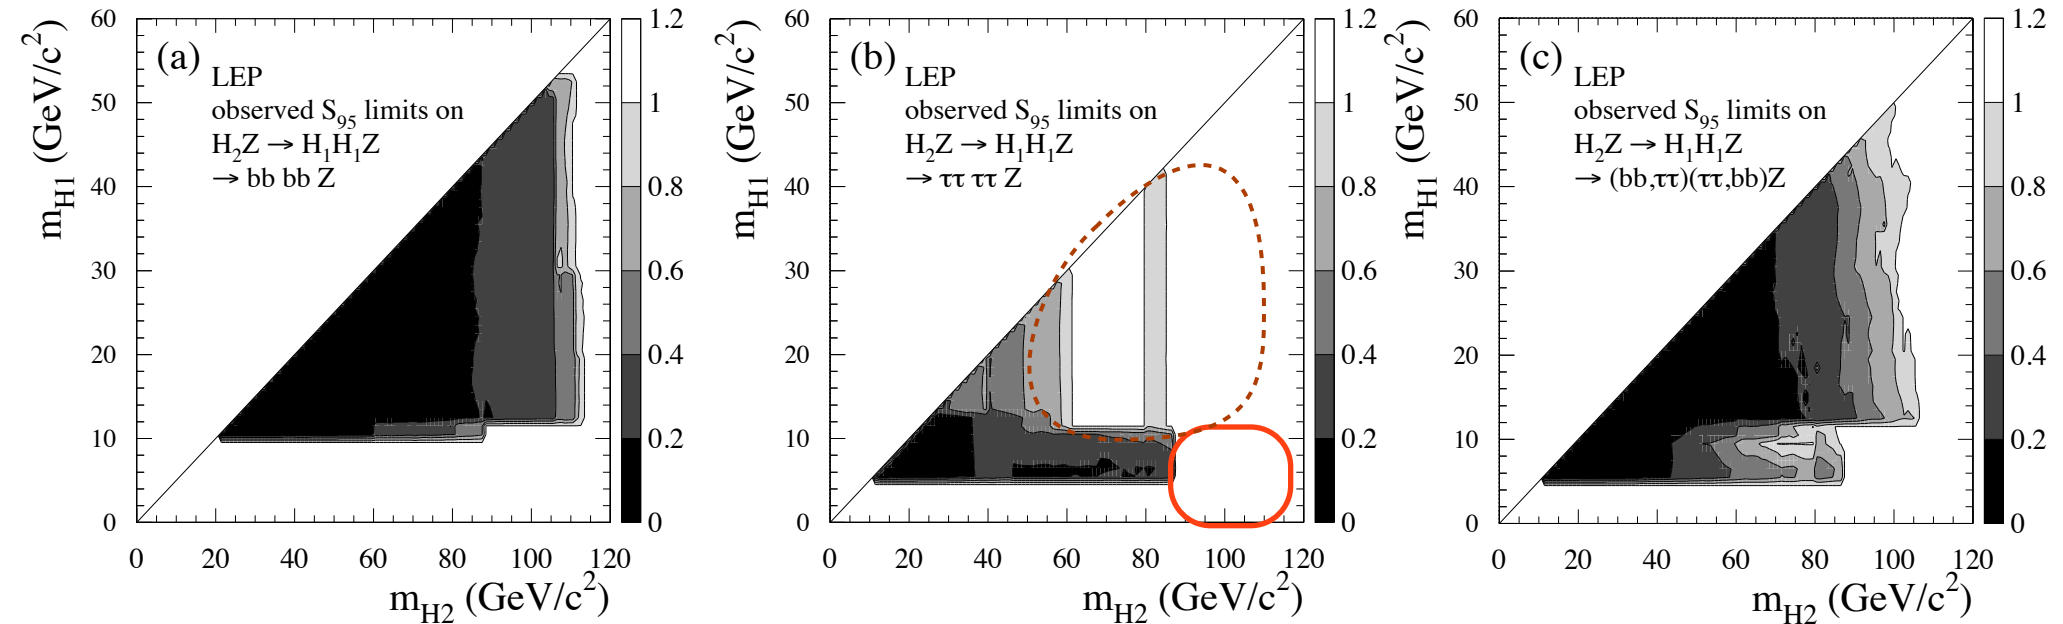 (a)
LEP
observed S95 limits on
H2Z → H1H1Z
→ bb bb Z
mH1 (GeV/c2)
60
50
40
30
20
10
0
0 20 40 60 80 100 120
mH2 (GeV/c2)
1.2
1
0.8
0.6
0.4
0.2
0
(b)
LEP
observed S95 limits on
H2Z → H1H1Z
→ ττ ττ Z
mH1 (GeV/c2)
60
50
40
30
20
10
0
0 20 40 60 80 100 120
mH2 (GeV/c2)
1.2
1
0.8
0.6
0.4
0.2
0
(c)
LEP
observed S95 limits on
H2Z → H1H1Z
→ (bb,ττ)(ττ,bb)Z
mH1 (GeV/c2)
60
50
40
30
20
10
0
0 20 40 60 80 100 120
mH2 (GeV/c2)
1.2
1
0.8
0.6
0.4
0.2
0